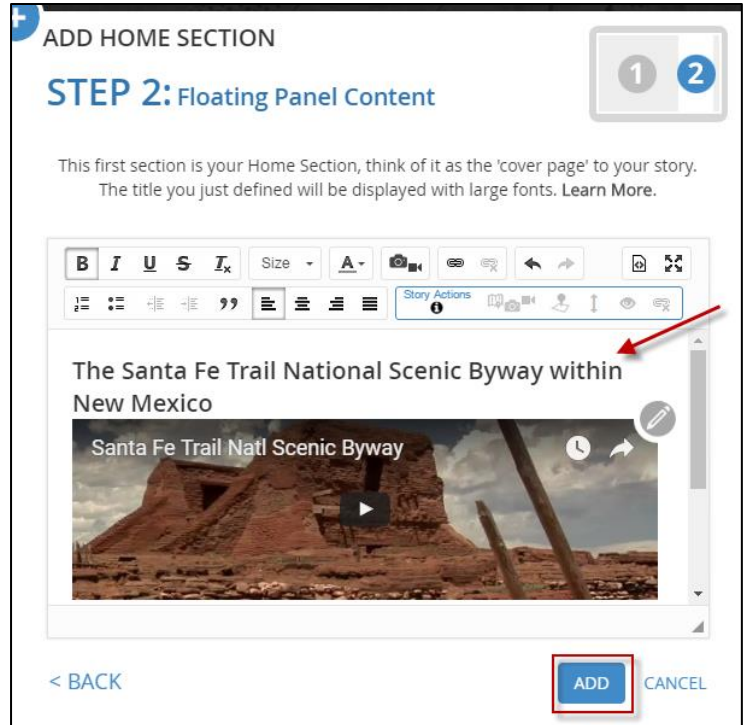 ADD HOME SECTION
STEP 2: Floating Panel Content
1 2
This first section is your Home Section, think of it as the 'cover page' to your story.
The title you just defined will be displayed with large fonts. Learn More.
B I U S Tx Size A
Story Actions
The Santa Fe Trail National Scenic Byway within
New Mexico
Santa Fe Trail Natl Scenic Byway
< BACK ADD CANCEL